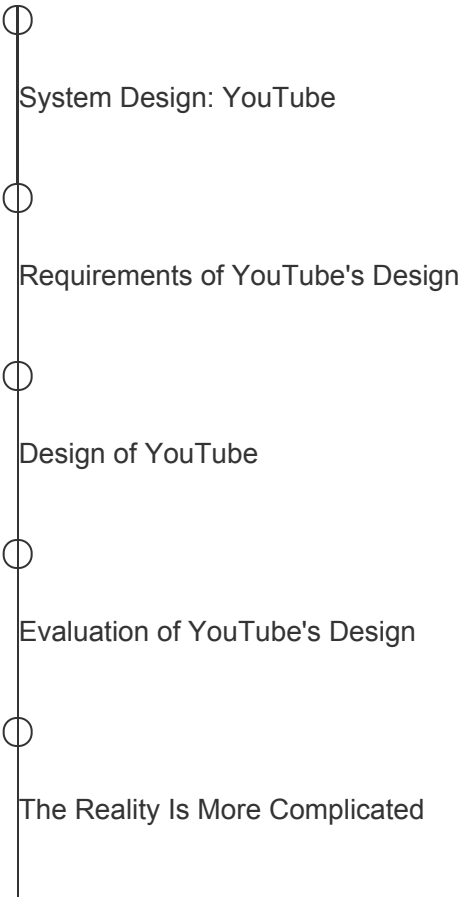 System Design: YouTube
Requirements of YouTube's Design
Design of YouTube
Evaluation of YouTube's Design
The Reality Is More Complicated